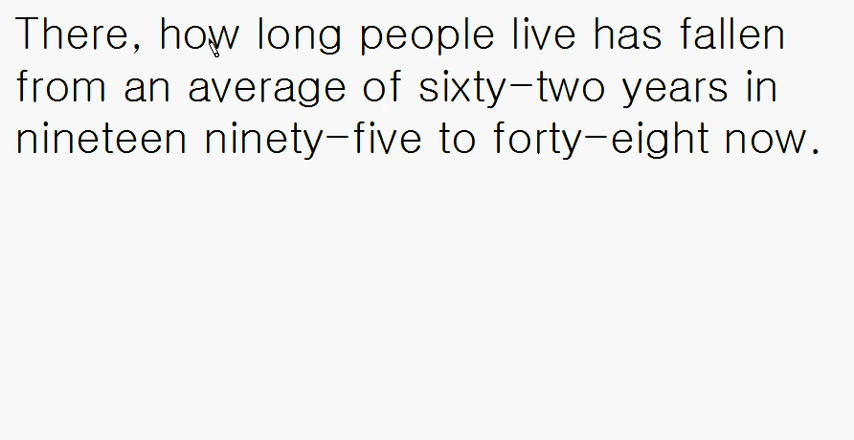 There, how long people live has fallen
from an average of sixty-two years in
nineteen ninety-five to forty-eight now.